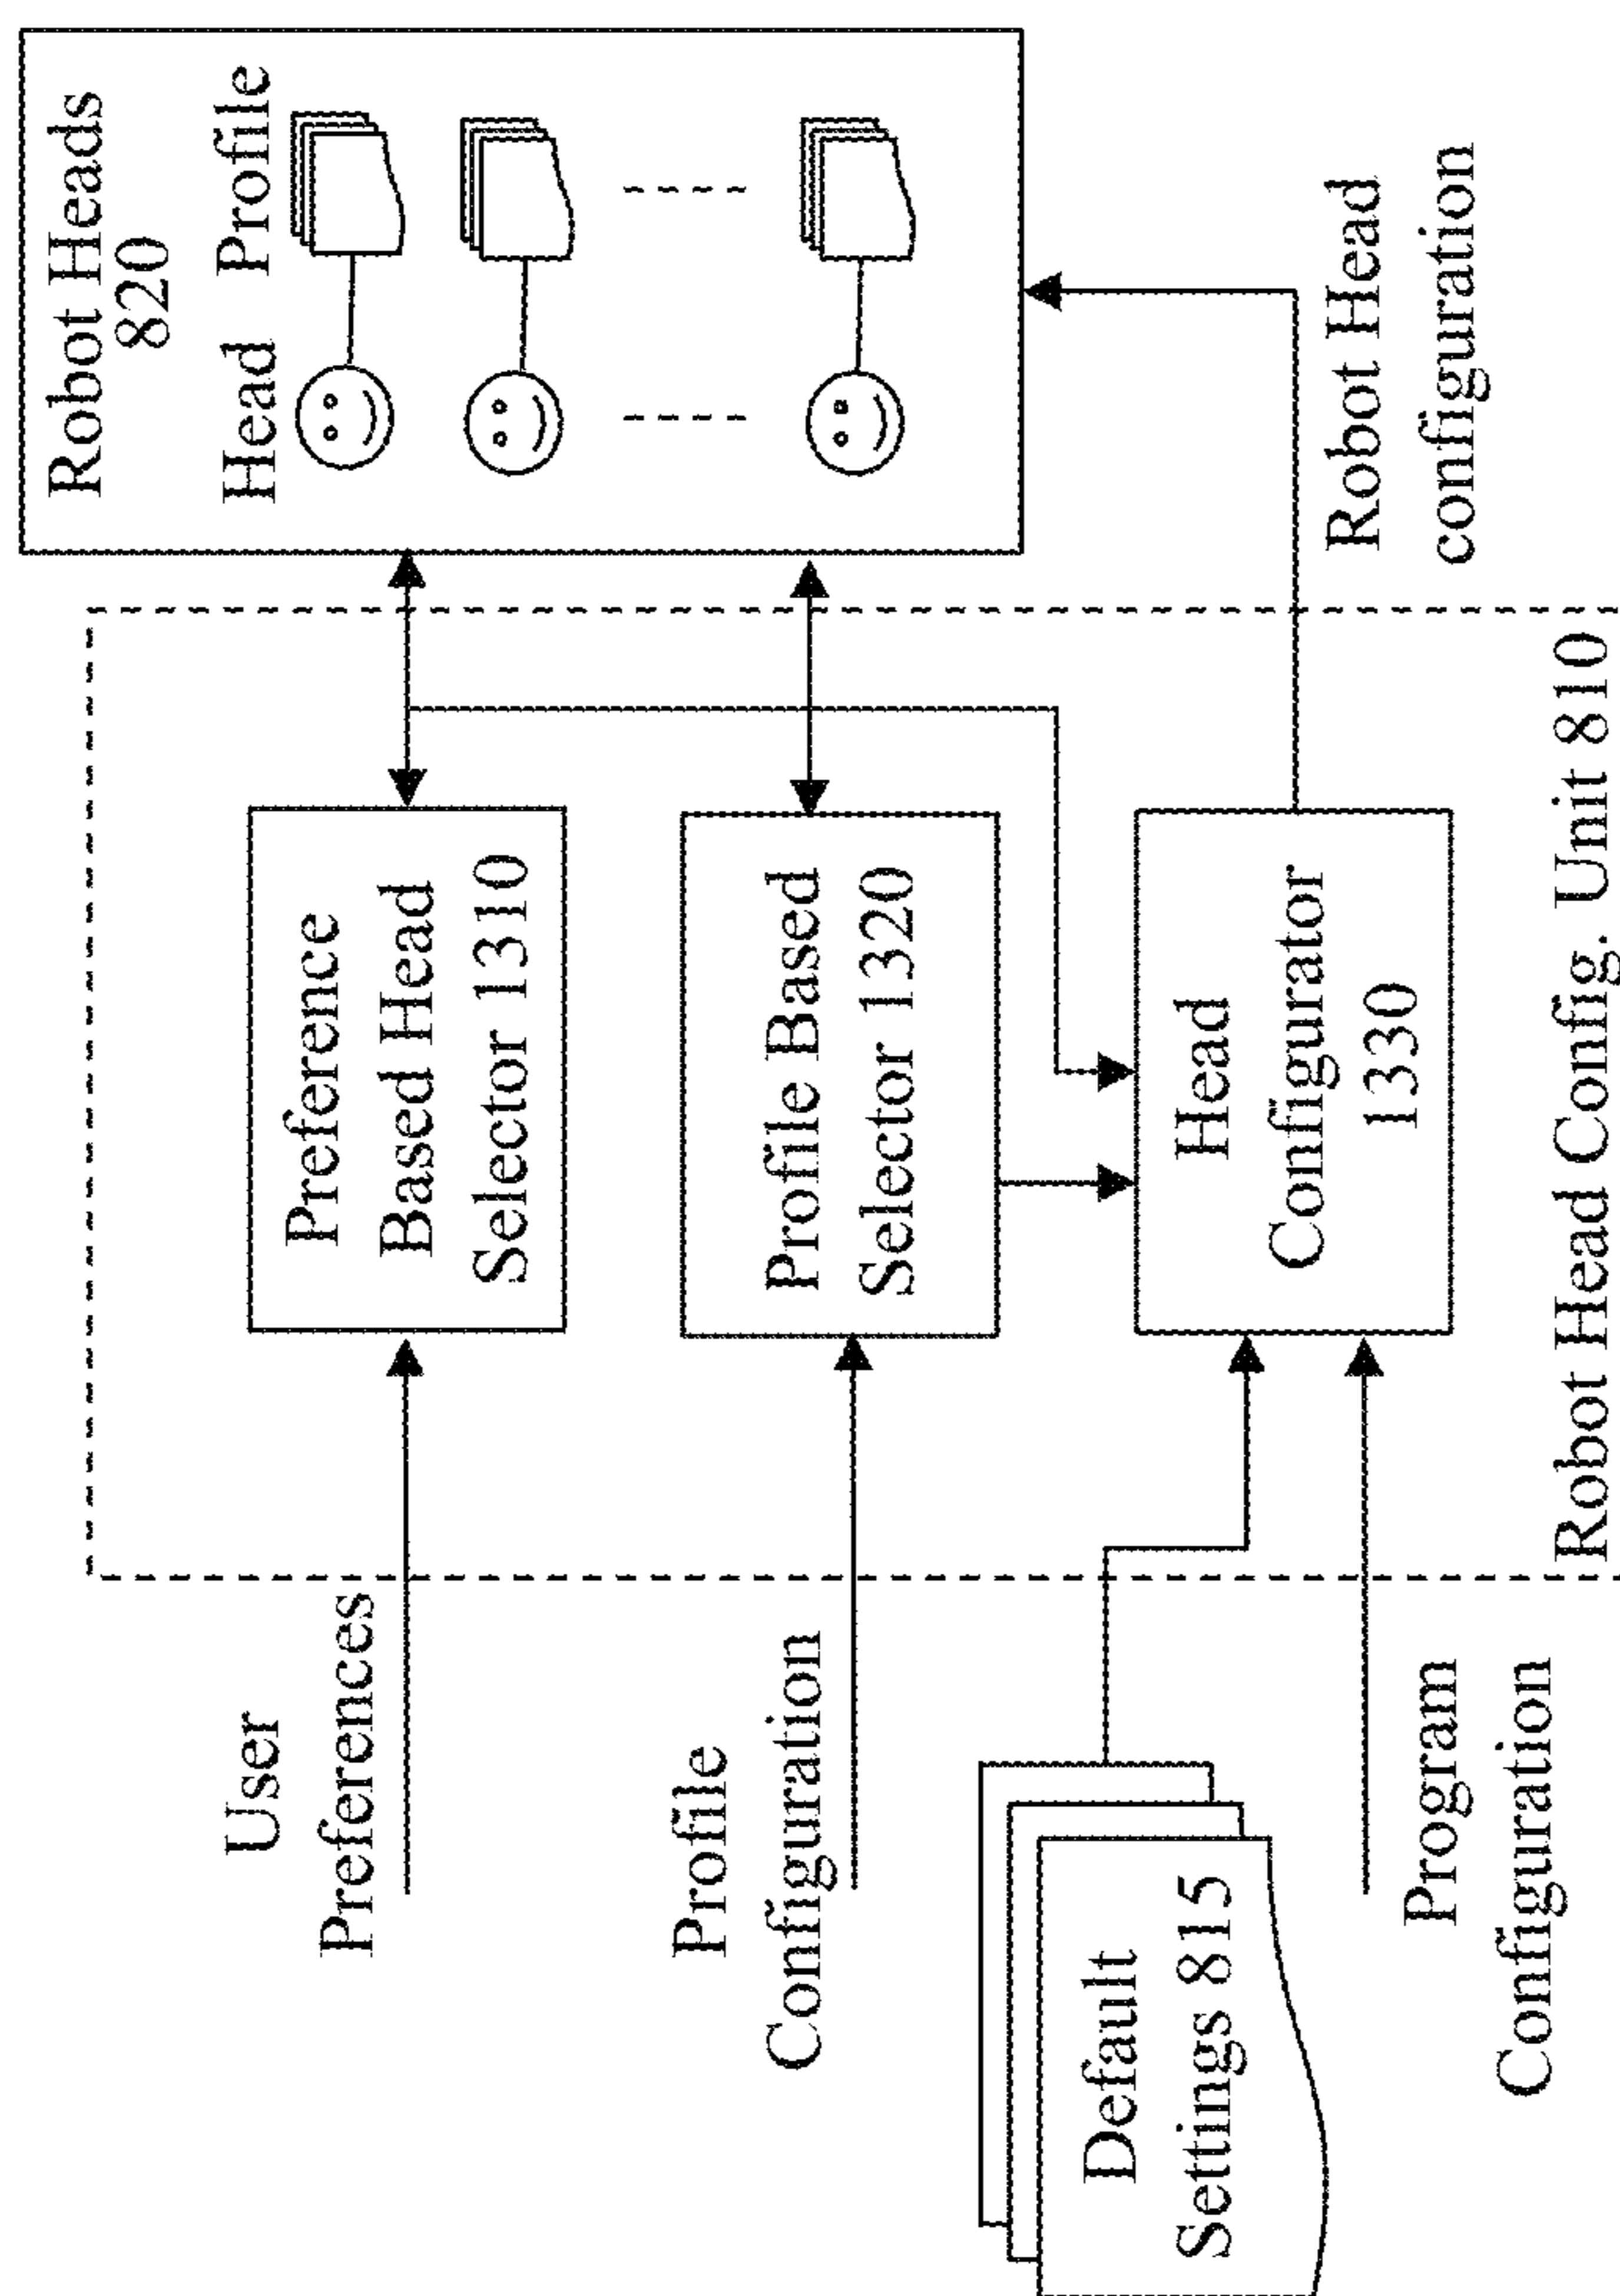 User
Preferences
Preference
Based Head
Selector 1310
Robot Heads
820
Head Profile
Profile
Configuration
Profile Based
Selector 1320
Default
Settings 815
Head
Configurator
1330
Robot Head
configuration
Program
Configuration
Robot Head Config. Unit 810